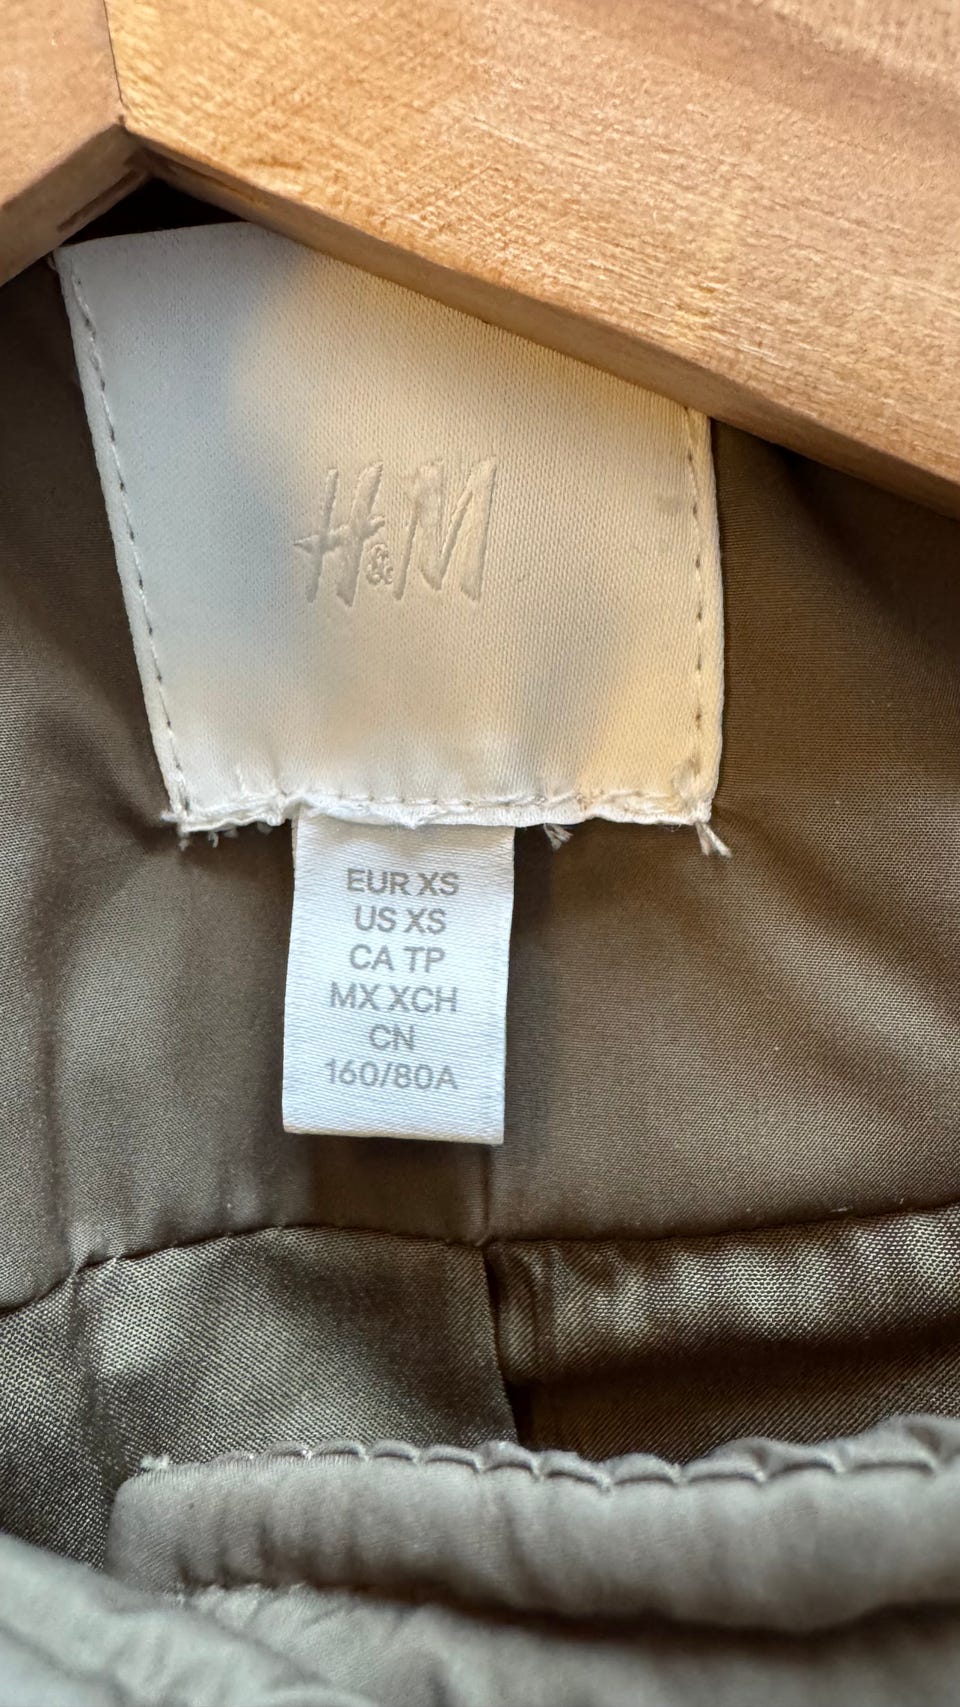 H&M
EUR XS
US XS
CA TP
MX XCH
CN
160/80A